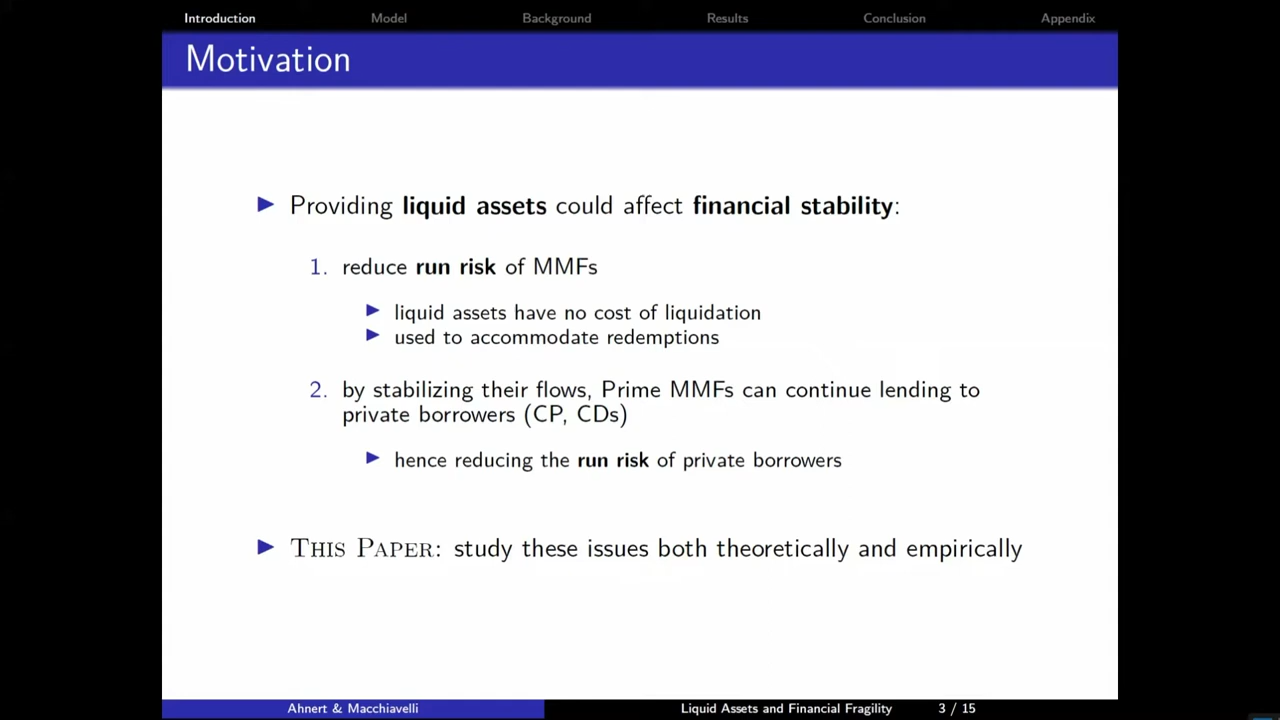 Introduction Model Background Results Conclusion Appendix
Motivation
Providing liquid assets could affect financial stability:
1. reduce run risk of MMFs
liquid assets have no cost of liquidation
used to accommodate redemptions
2. by stabilizing their flows, Prime MMFs can continue lending to
private borrowers (CP, CDs)
hence reducing the run risk of private borrowers
THIS PAPER: study these issues both theoretically and empirically
Ahnert & Macchiavelli Liquid Assets and Financial Fragility 3 / 15